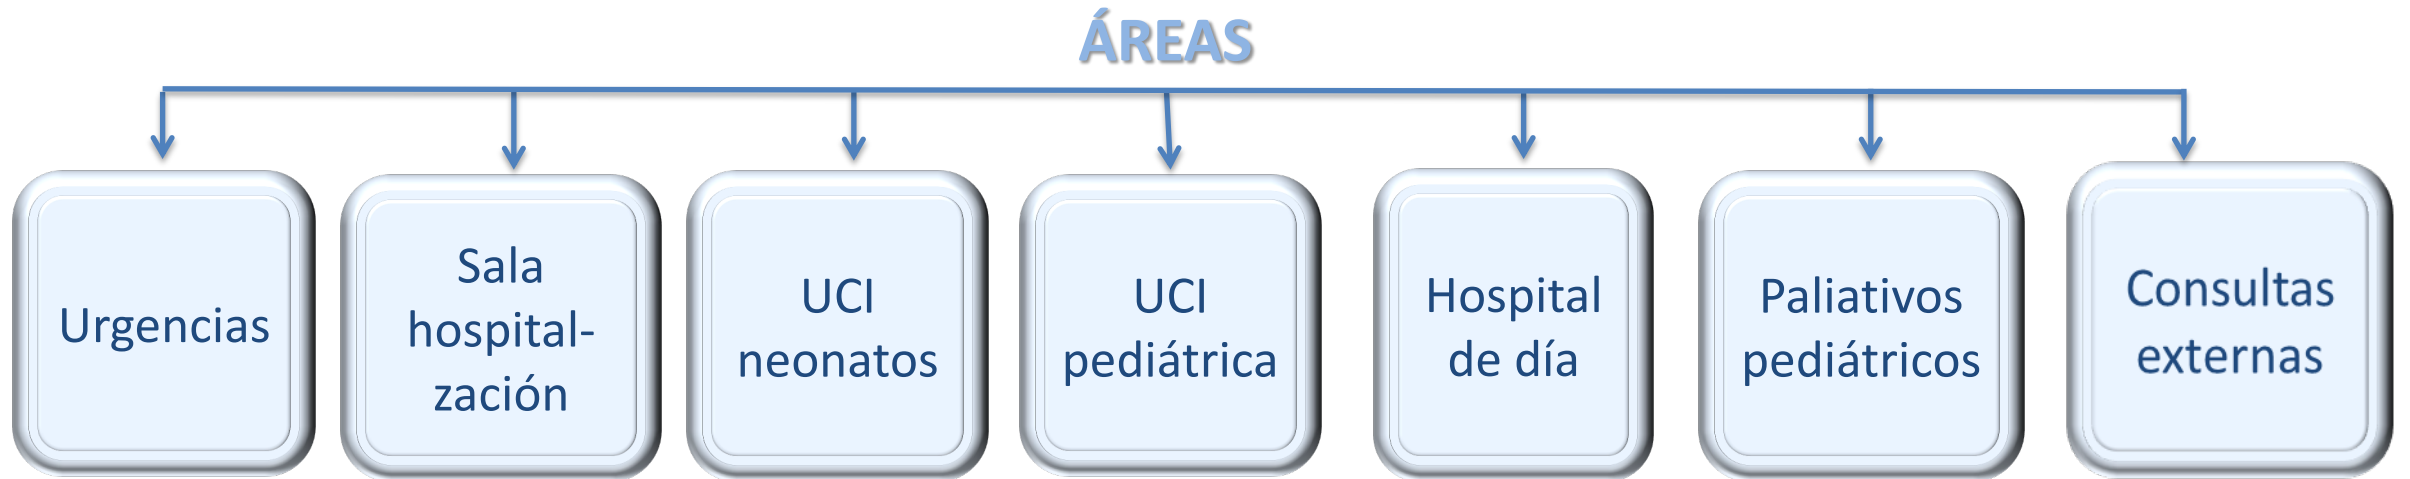 ÁREAS
Urgencias
Sala
hospital-
zación
UCI
neonatos
UCI
pediátrica
Hospital
de día
Paliativos
pediátricos
Consultas
externas